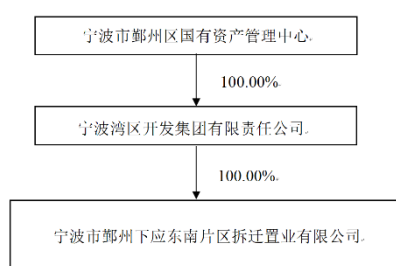 宁波市鄞州区国有资产管理中心
100.00%
宁波湾区开发集团有限责任公司
100.00%
宁波市鄞州下应东南片区拆迁置业有限公司